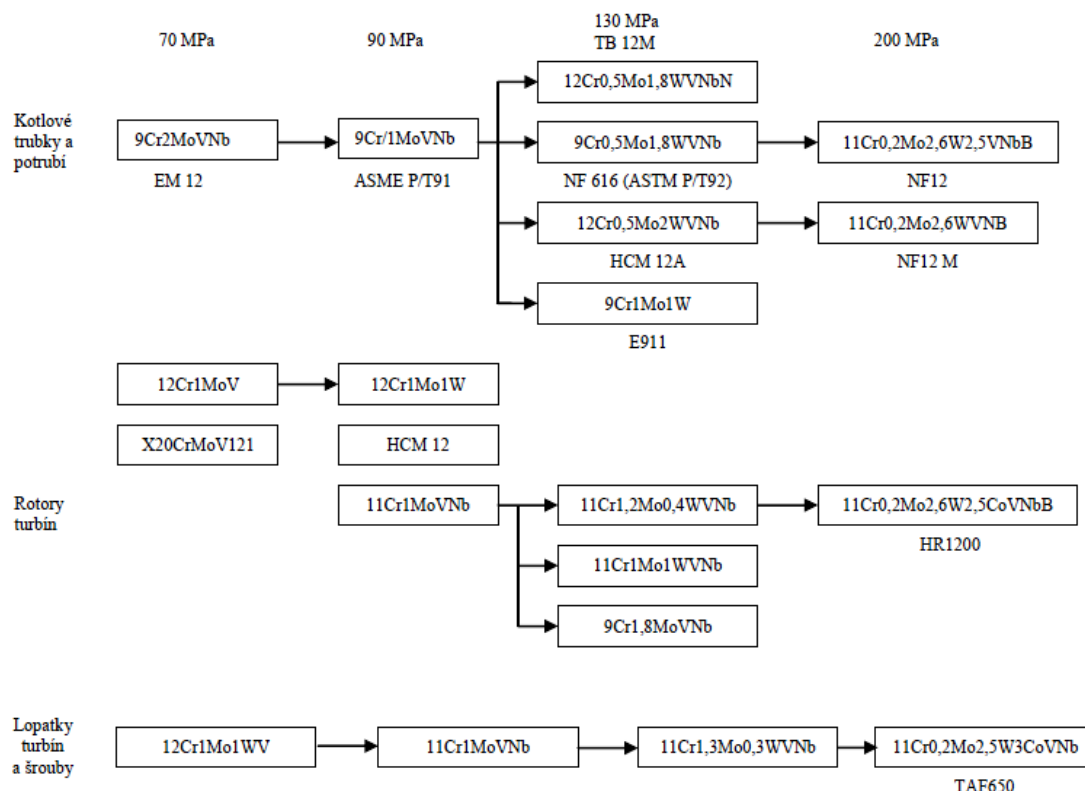 70 MPa
90 MPa
130 MPa
TB 12M
200 MPa
12Cr0,5Mo1,8WVNbN
Kotlové
trubky a
potrubí
9Cr2MoVNb
9Cr/1MoVNb
9Cr0,5Mo1,8WVNb
11Cr0,2Mo2,6W2,5VNbB
EM 12
ASME P/T91
NF 616 (ASTM P/T92)
NF12
12Cr0,5Mo2WVNb
11Cr0,2Mo2,6WVNB
HCM 12A
NF12 M
9Cr1Mo1W
E911
12Cr1MoV
12Cr1Mo1W
X20CrMoV121
HCM 12
Rotory
turbín
11Cr1MoVNb
11Cr1,2Mo0,4WVNb
11Cr0,2Mo2,6W2,5CoVNbB
HR1200
11Cr1Mo1WVNb
9Cr1,8MoVNb
Lopatky
turbín
a šrouby
12Cr1Mo1WV
11Cr1MoVNb
11Cr1,3Mo0,3WVNb
11Cr0,2Mo2,5W3CoVNb
TAF650